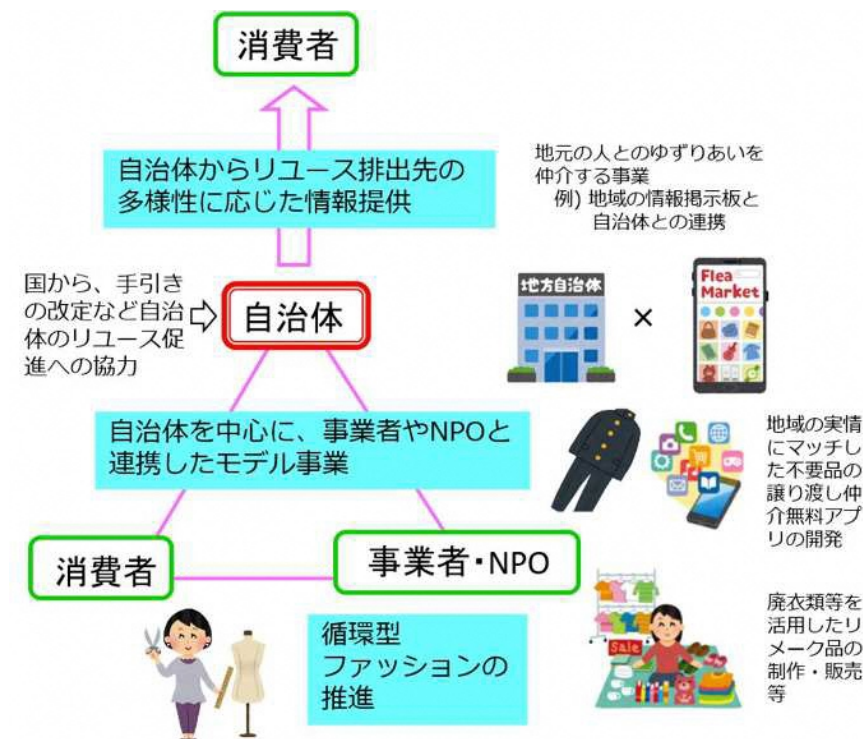 消費者
自治体からリユース排出先の
多様性に応じた情報提供
地元の人とのゆずりあいを
仲介する事業
例) 地域の情報掲示板と
自治体との連携
国から、手引き
の改定など自治
体のリユース促
進への協力
自治体
地方自治体
×
Flea
Market
自治体を中心に、事業者やNPOと
連携したモデル事業
地域の実情
にマッチし
た不要品の
譲り渡し仲
介無料アプ
リの開発
消費者
事業者・NPO
循環型
ファッションの
推進
Sale
廃衣類等を
活用したリ
メーク品の
制作・販売
等